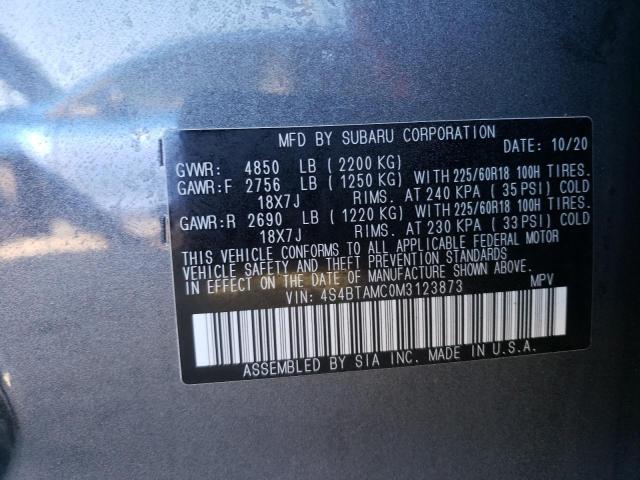 MFD BY SUBARU CORPORATION DATE: 10/20
GVWR: 4850 LB (2200 KG)
GAWR:F 2756 LB (1250 KG) WITH 225/60R18 100H TIRES.
18X7J RIMS. AT 240 KPA (35 PSI) COLD
GAWR:R 2690 LB (1220 KG) WITH 225/60R18 100H TIRES.
18X7J RIMS. AT 230 KPA (33 PSI) COLD
THIS VEHICLE CONFORMS TO ALL APPLICABLE FEDERAL MOTOR
VEHICLE SAFETY AND THEFT PREVENTION STANDARDS
IN EFFECT ON THE DATE OF MANUFACTURE SHOWN ABOVE.
VIN: 4S4BTAMC0M3123873 MPV
ASSEMBLED BY SIA INC. MADE IN U.S.A.